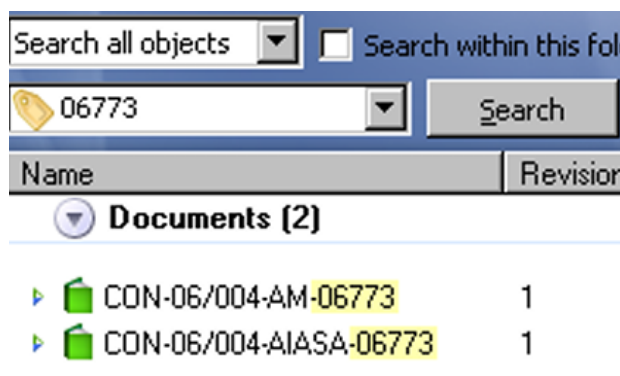 Search all objects Search within this fol
06773 Search
Name Revision
Documents (2)
CON-06/004-AM-06773 1
CON-06/004-AIASA-06773 1